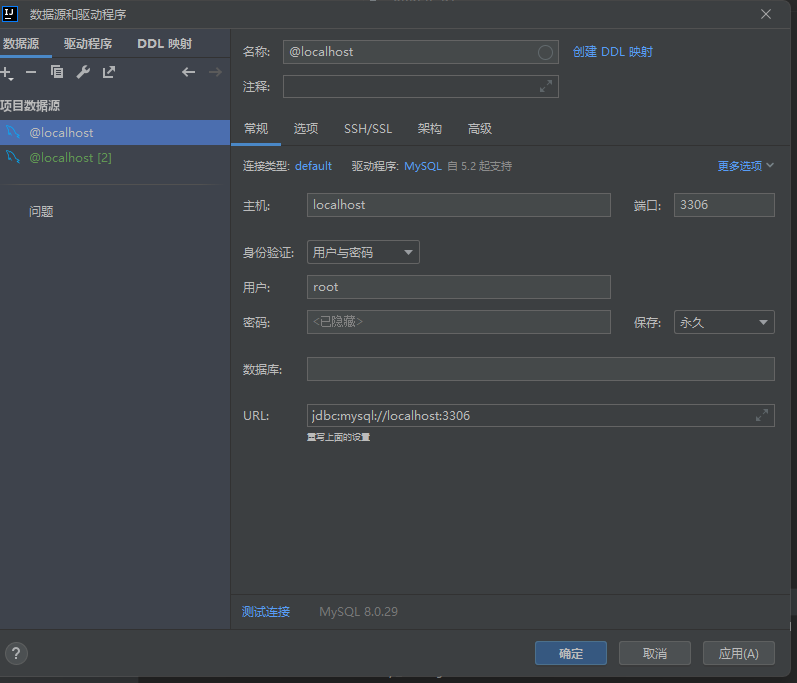 数据源和驱动程序
数据源 驱动程序 DDL 映射
项目数据源
@localhost
@localhost [2]
问题
名称: @localhost 创建 DDL 映射
注释:
常规 选项 SSH/SSL 架构 高级
连接类型: default 驱动程序: MySQL 自 5.2 起支持 更多选项
主机: localhost 端口: 3306
身份验证: 用户与密码
用户: root
密码: <已隐藏> 保存: 永久
数据库:
URL: jdbc:mysql://localhost:3306
重写上面的设置
测试连接 MySQL 8.0.29
? 确定 取消 应用(A)